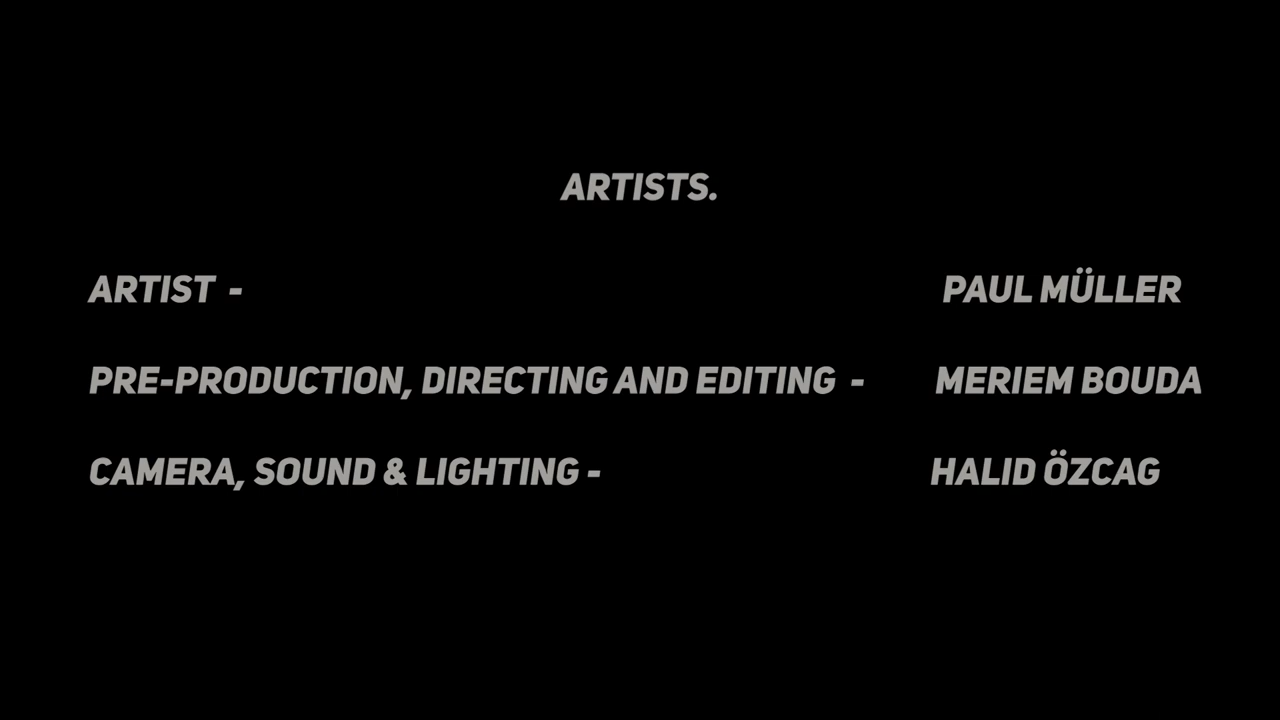 ARTISTS.
ARTIST - PAUL MÜLLER
PRE-PRODUCTION, DIRECTING AND EDITING - MERIEM BOUDA
CAMERA, SOUND & LIGHTING - HALID ÖZCAG